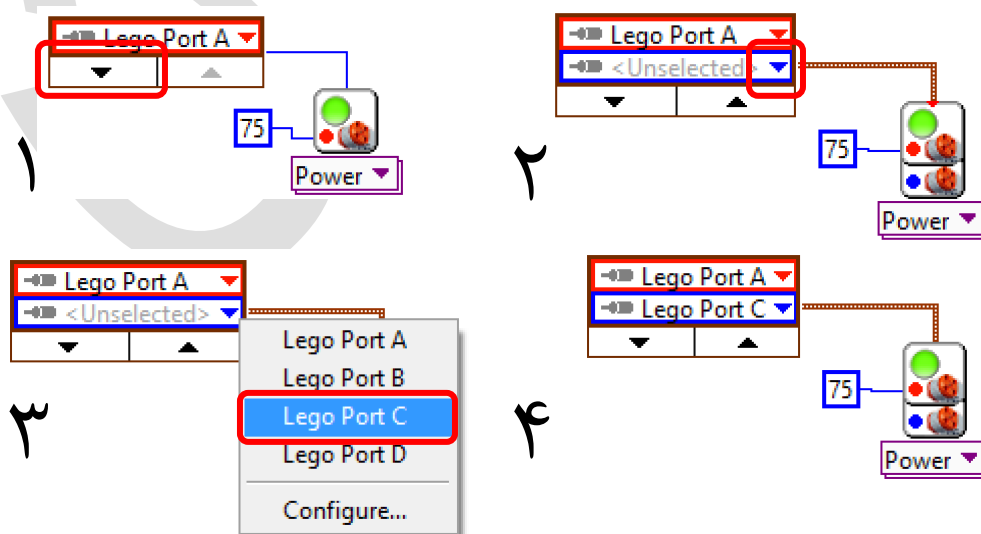 Lego Port A
75
Power
۱
Lego Port A
<Unselected>
75
Power
۲
Lego Port A
<Unselected>
Lego Port A
Lego Port B
Lego Port C
Lego Port D
Configure...
۳
Lego Port A
Lego Port C
75
Power
۴